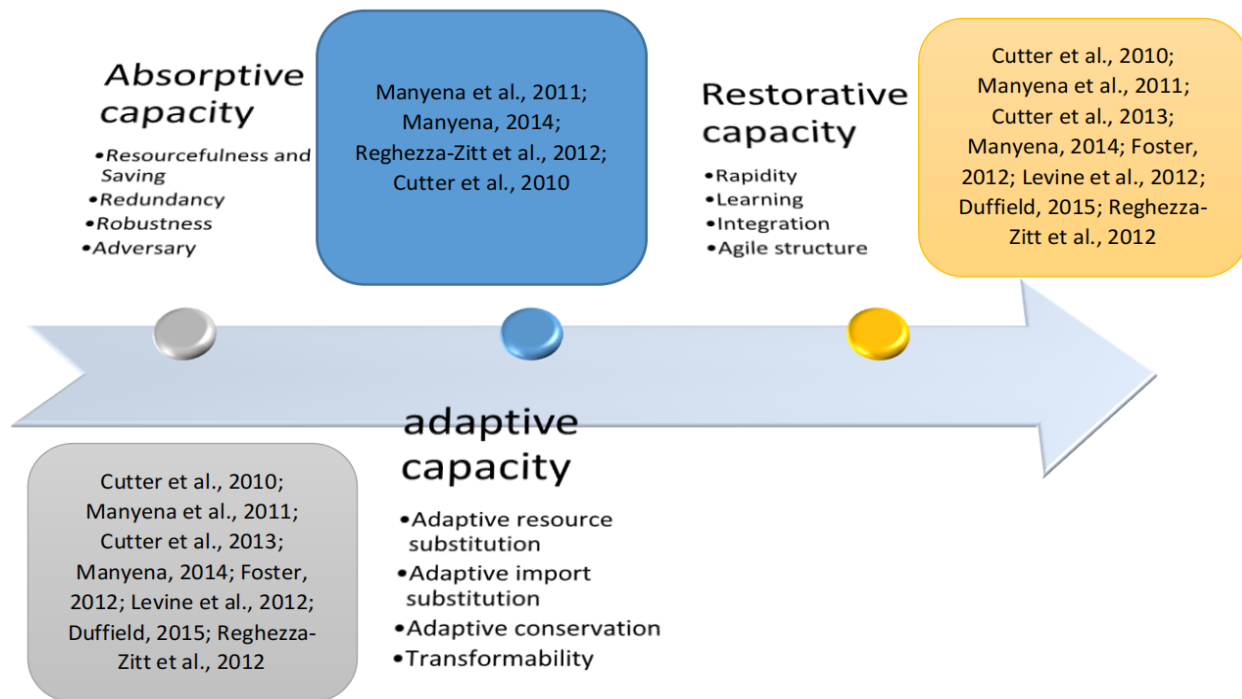 Absorptive
capacity
•Resourcefulness and
Saving
•Redundancy
•Robustness
•Adversary
Manyena et al., 2011;
Manyena, 2014;
Reghezza-Zitt et al., 2012;
Cutter et al., 2010
Restorative
capacity
•Rapidity
•Learning
•Integration
•Agile structure
Cutter et al., 2010;
Manyena et al., 2011;
Cutter et al., 2013;
Manyena, 2014; Foster,
2012; Levine et al., 2012;
Duffield, 2015; Reghezza-
Zitt et al., 2012
Cutter et al., 2010;
Manyena et al., 2011;
Cutter et al., 2013;
Manyena, 2014; Foster,
2012; Levine et al., 2012;
Duffield, 2015; Reghezza-
Zitt et al., 2012
adaptive
capacity
•Adaptive resource
substitution
•Adaptive import
substitution
•Adaptive conservation
•Transformability